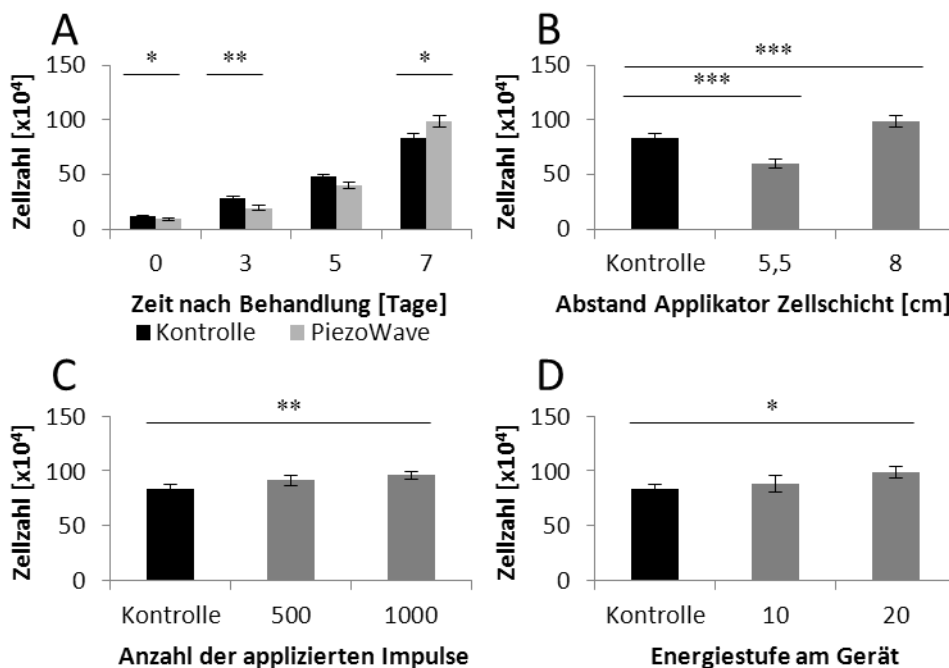 A
*
**
*
150
100
50
0
Zellzahl [x10⁴]
0 3 5 7
Zeit nach Behandlung [Tage]
Kontrolle PiezoWave
B
***
***
150
100
50
0
Zellzahl [x10⁴]
Kontrolle 5,5 8
Abstand Applikator Zellschicht [cm]
C
**
150
100
50
0
Zellzahl [x10⁴]
Kontrolle 500 1000
Anzahl der applizierten Impulse
D
*
150
100
50
0
Zellzahl [x10⁴]
Kontrolle 10 20
Energiestufe am Gerät